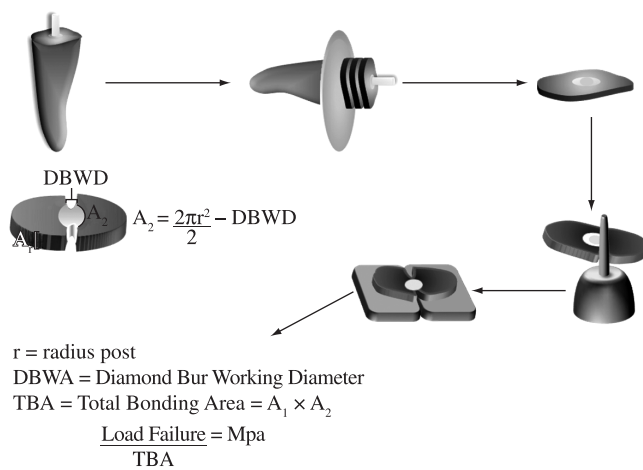 DBWD
A₂
A₁
A₂ = 2πr²/2 − DBWD
r = radius post
DBWA = Diamond Bur Working Diameter
TBA = Total Bonding Area = A₁ × A₂
Load Failure/TBA = Mpa